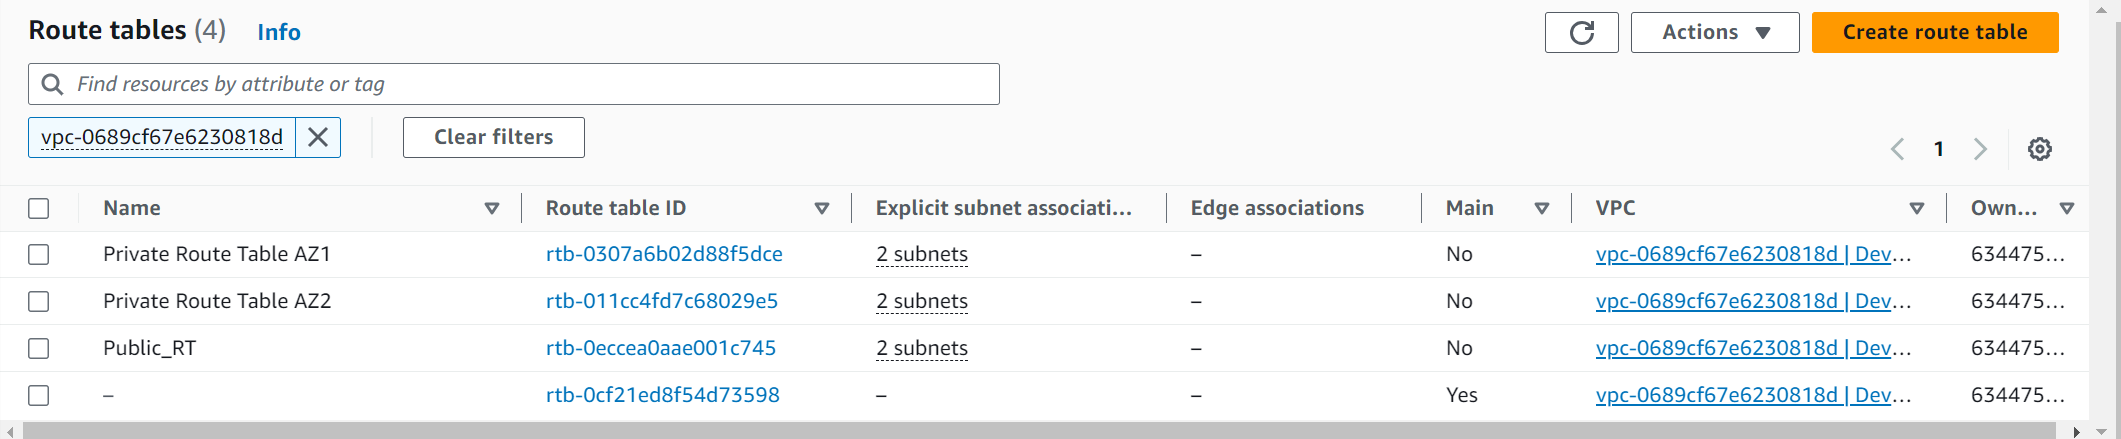 Route tables (4) Info Actions Create route table
Find resources by attribute or tag
vpc-0689cf67e6230818d Clear filters 1
Name Route table ID Explicit subnet associati... Edge associations Main VPC Own...
Private Route Table AZ1 rtb-0307a6b02d88f5dce 2 subnets – No vpc-0689cf67e6230818d | Dev... 634475...
Private Route Table AZ2 rtb-011cc4fd7c68029e5 2 subnets – No vpc-0689cf67e6230818d | Dev... 634475...
Public_RT rtb-0eccea0aae001c745 2 subnets – No vpc-0689cf67e6230818d | Dev... 634475...
– rtb-0cf21ed8f54d73598 – – Yes vpc-0689cf67e6230818d | Dev... 634475...